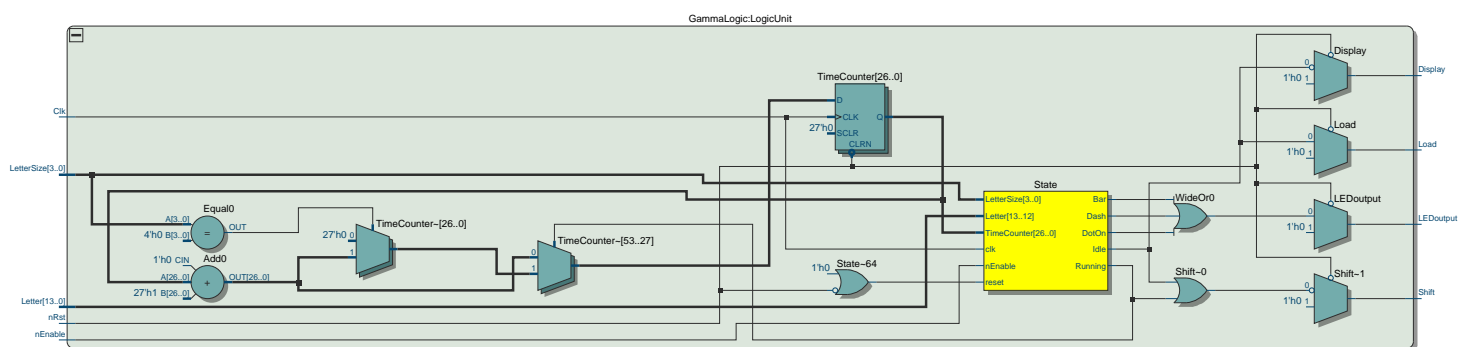 GammaLogic:LogicUnit
Display
0
1'h0 1
Display
TimeCounter[26..0]
D
Clk
CLK
Q
27'h0
SCLR
CLRN
Load
0
1'h0 1
Load
LetterSize[3..0]
State
LetterSize[3..0]
Bar
WideOr0
LEDoutput
Equal0
A[3..0]
OUT
=
4'h0 B[3..0]
TimeCounter~[26..0]
27'h0 0
1
Letter[13..12]
Dash
0
1'h0 1
LEDoutput
TimeCounter[26..0]
DotOn
TimeCounter~[53..27]
0
1
clk
Idle
Add0
1'h0 CIN
A[26..0]
OUT[26..0]
+
27'h1 B[26..0]
State~64
1'h0
nEnable
Running
reset
Shift~0
Shift~1
0
1'h0 1
Shift
Letter[13..0]
nRst
nEnable